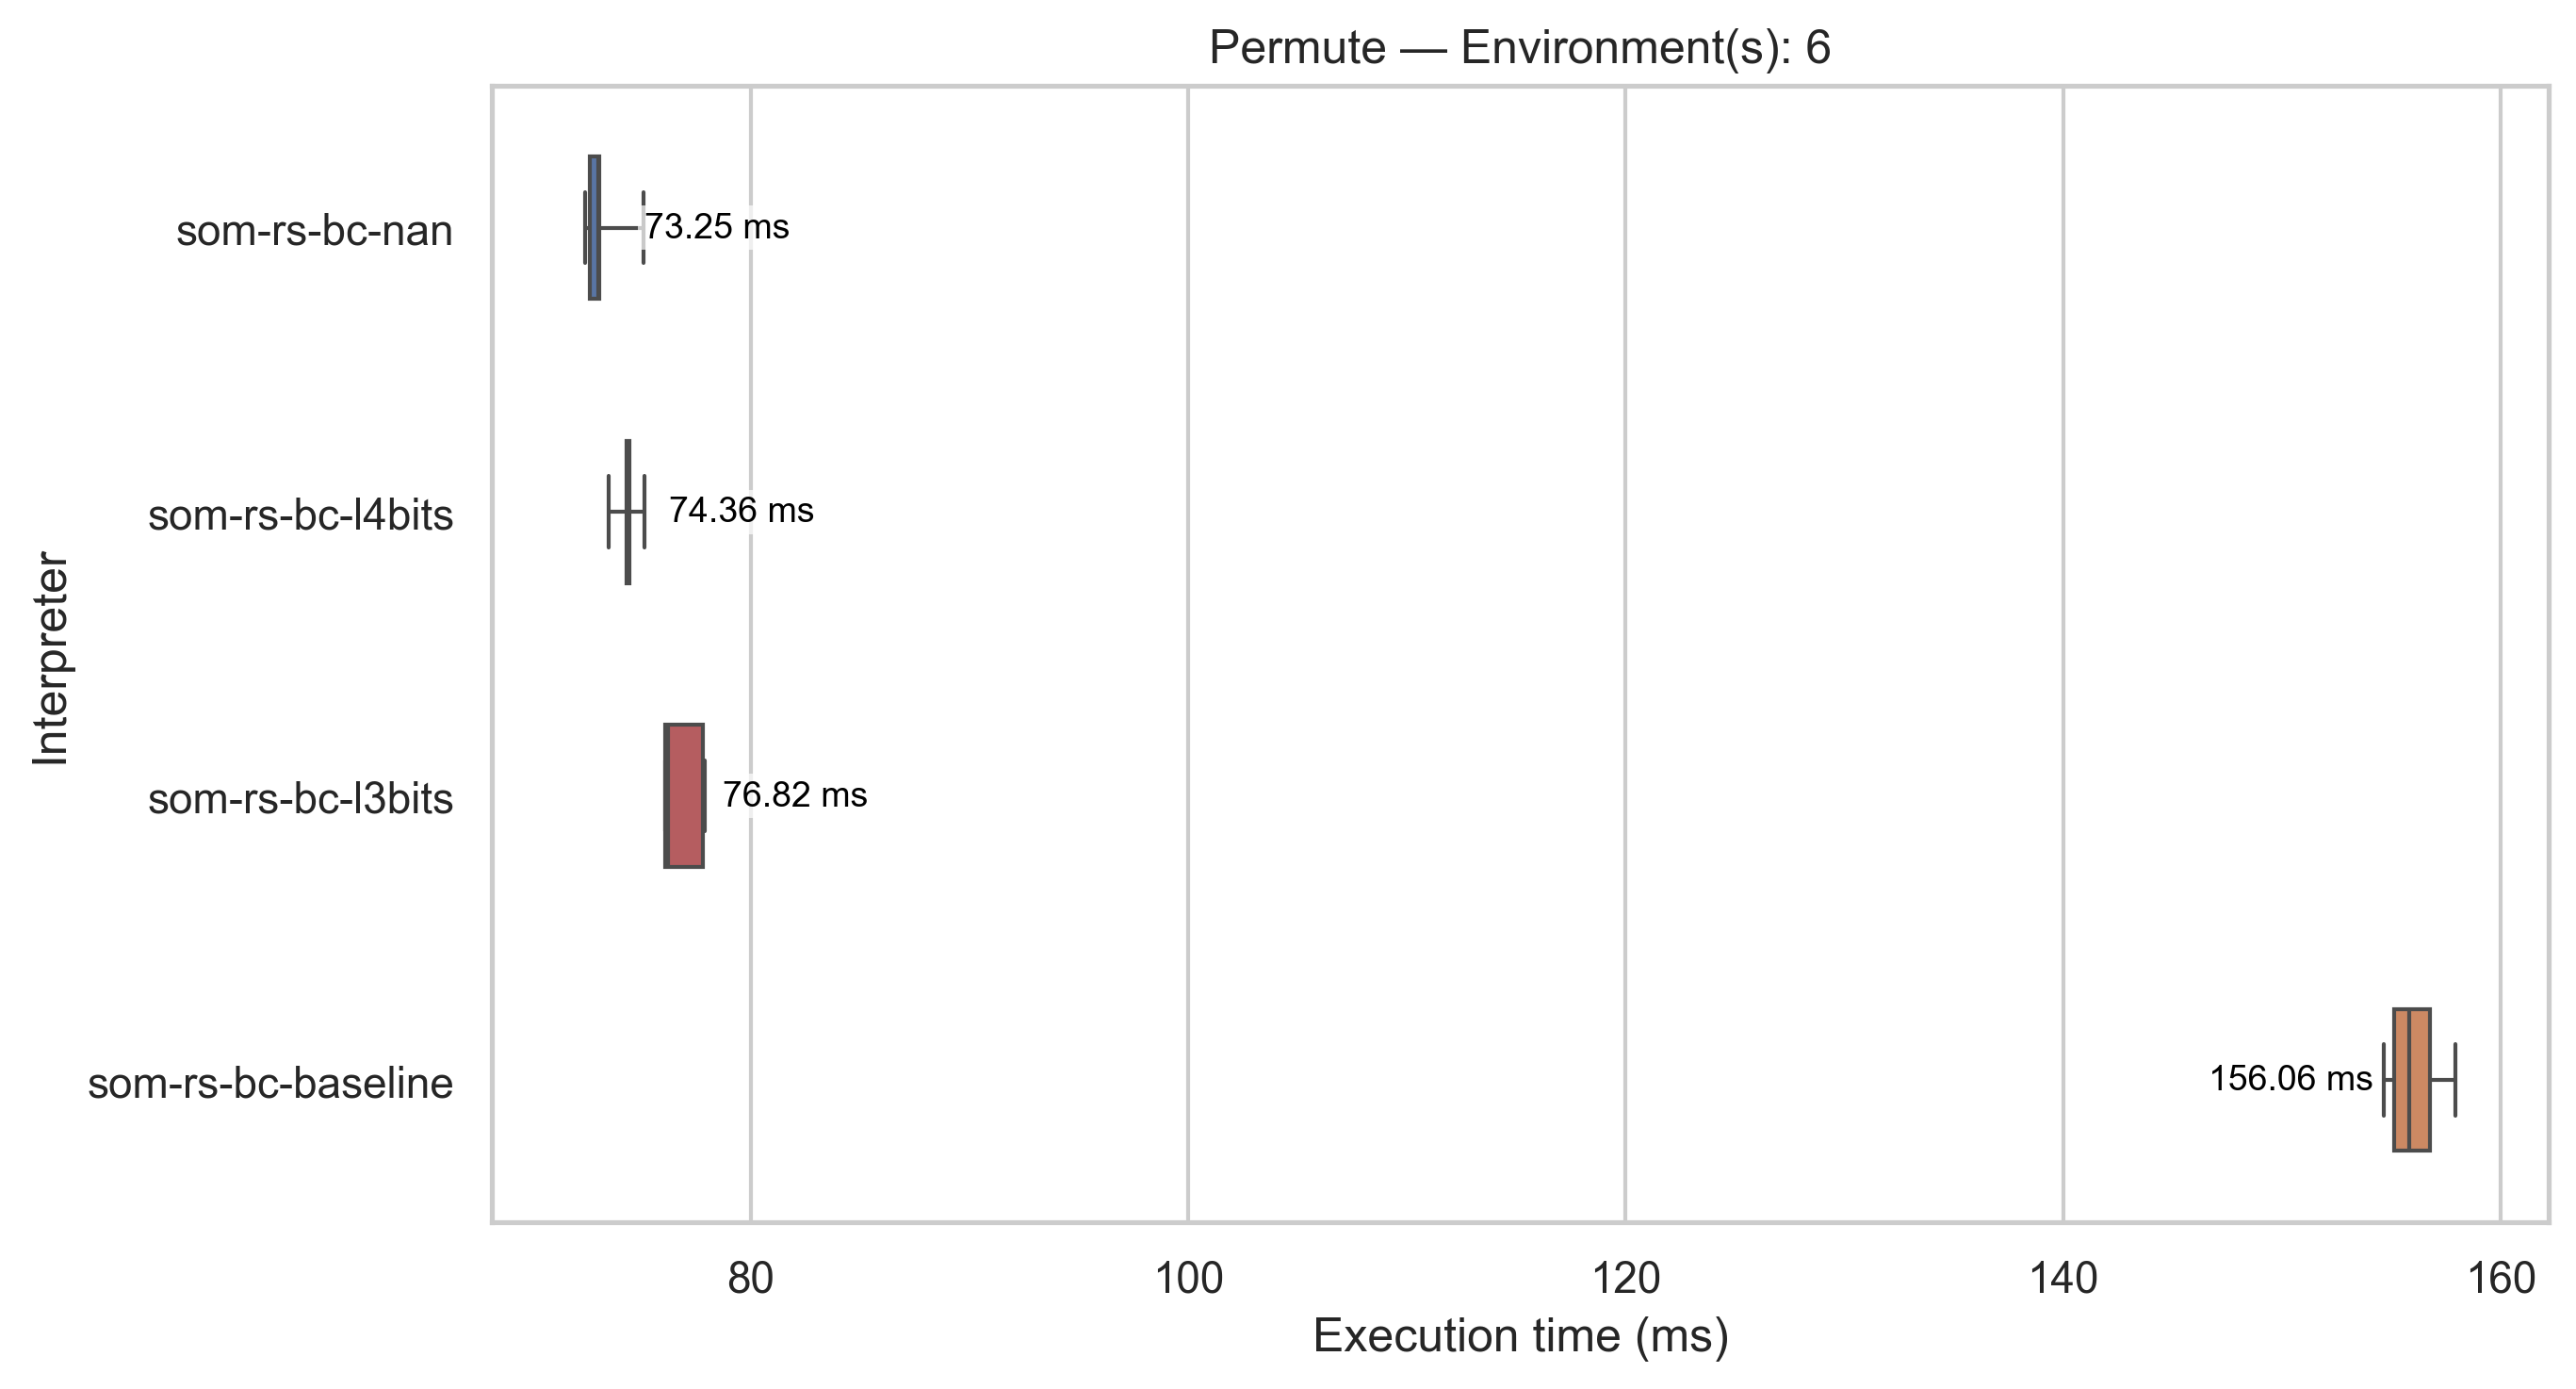 Permute — Environment(s): 6
som-rs-bc-nan
73.25 ms
som-rs-bc-l4bits
74.36 ms
Interpreter
som-rs-bc-l3bits
76.82 ms
som-rs-bc-baseline
156.06 ms
80 100 120 140 160
Execution time (ms)